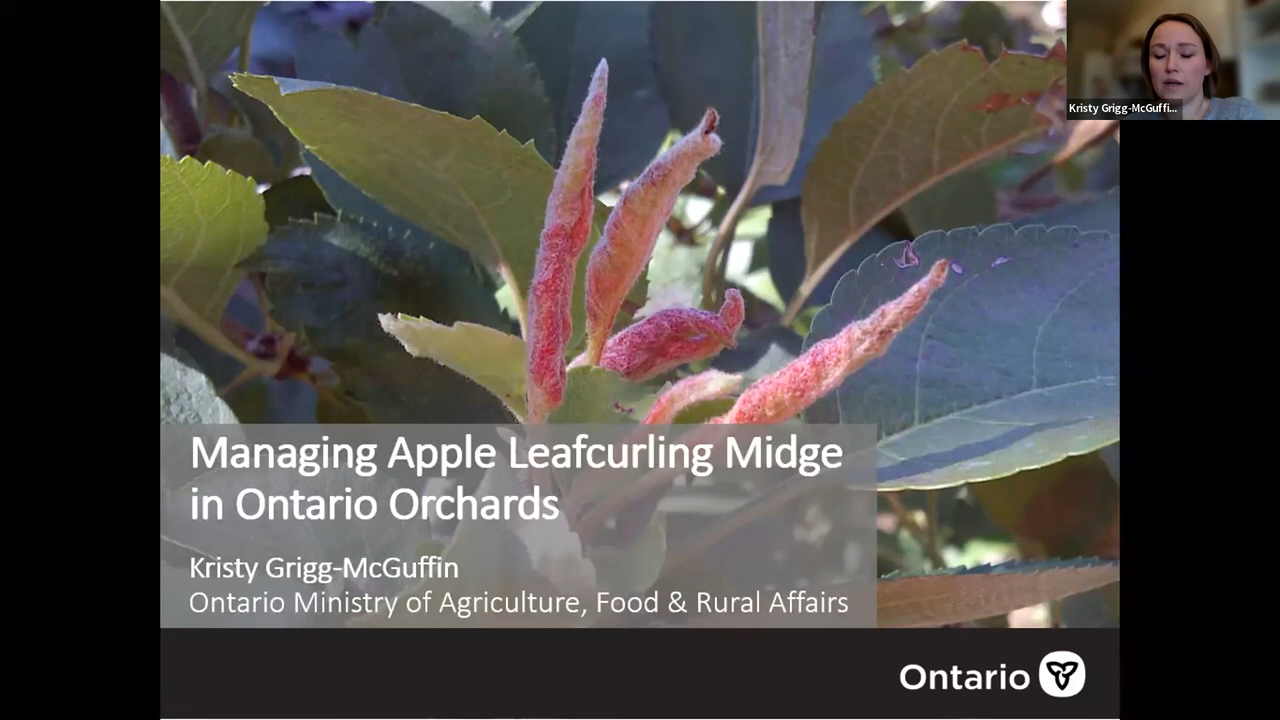 Kristy Grigg-McGuffi...
Managing Apple Leafcurling Midge
in Ontario Orchards
Kristy Grigg-McGuffin
Ontario Ministry of Agriculture, Food & Rural Affairs
Ontario